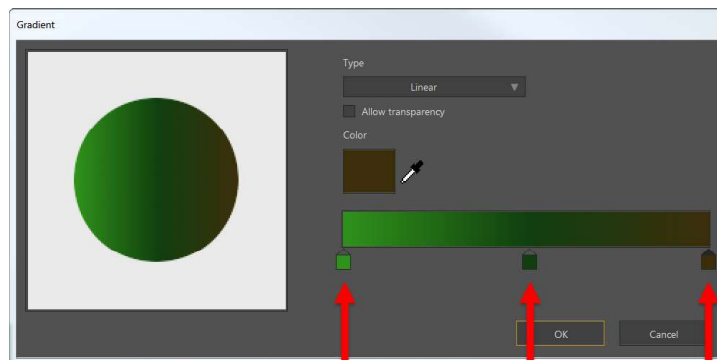 Gradient
Type
Linear
Allow transparency
Color
OK
Cancel